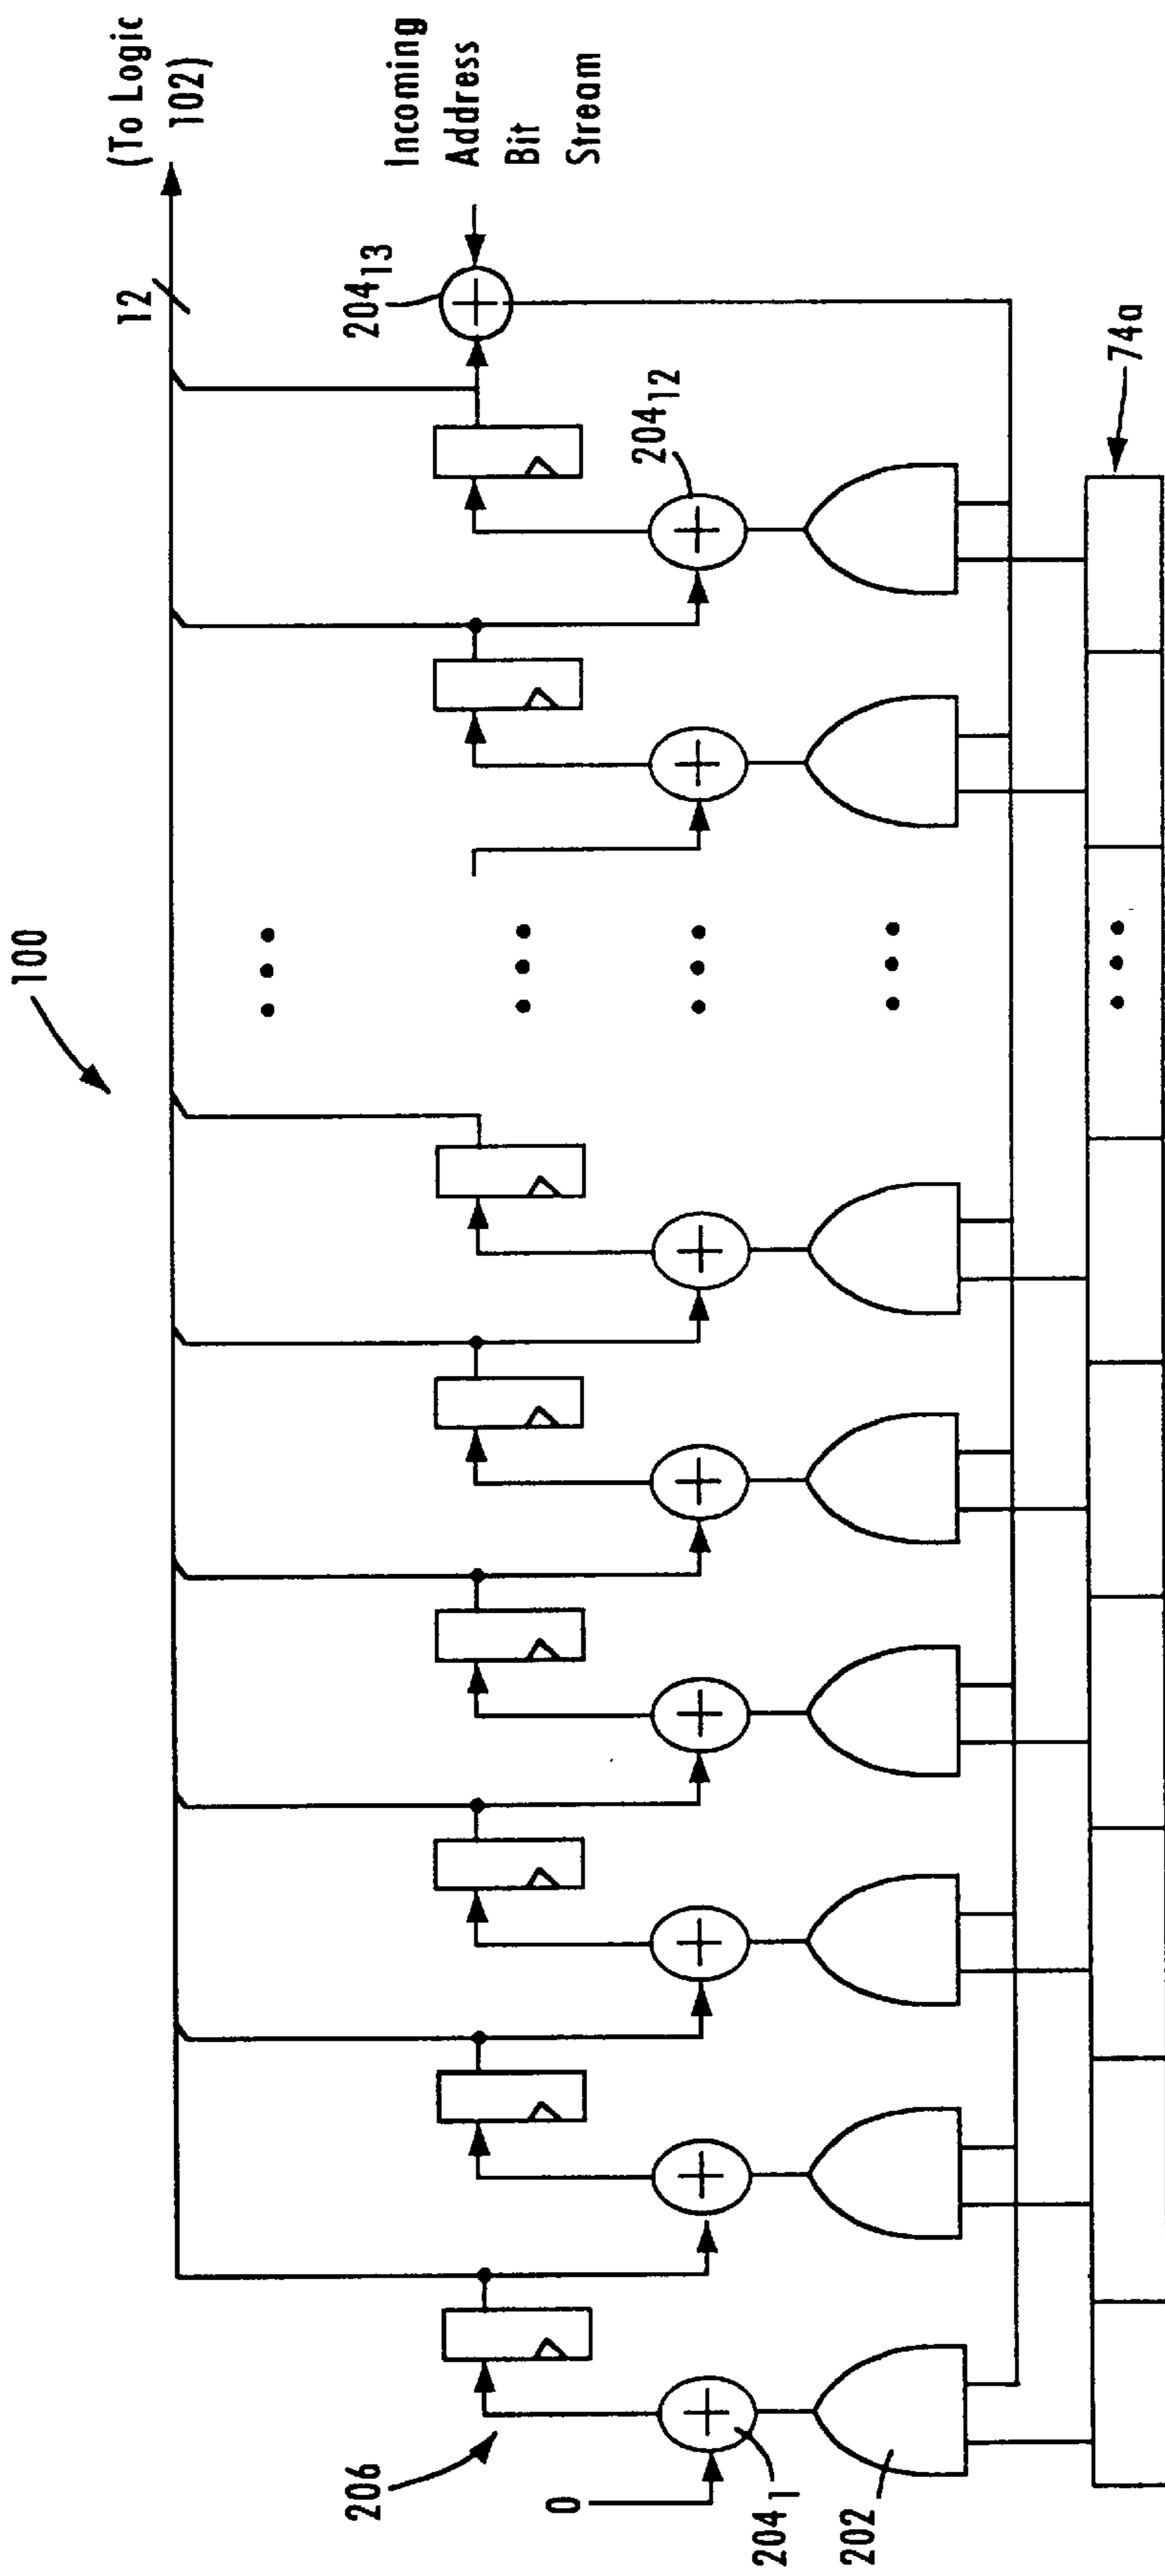 100
12
(To Logic
102)
Incoming
Address
Bit
Stream
204₁₃
204₁₂
74a
206
0
204₁
202